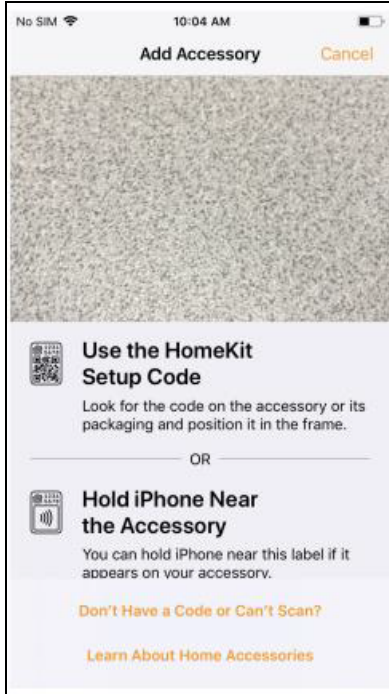 No SIM 10:04 AM
Add Accessory Cancel
Use the HomeKit
Setup Code
Look for the code on the accessory or its
packaging and position it in the frame.
OR
Hold iPhone Near
the Accessory
You can hold iPhone near this label if it
appears on your accessory.
Don't Have a Code or Can't Scan?
Learn About Home Accessories